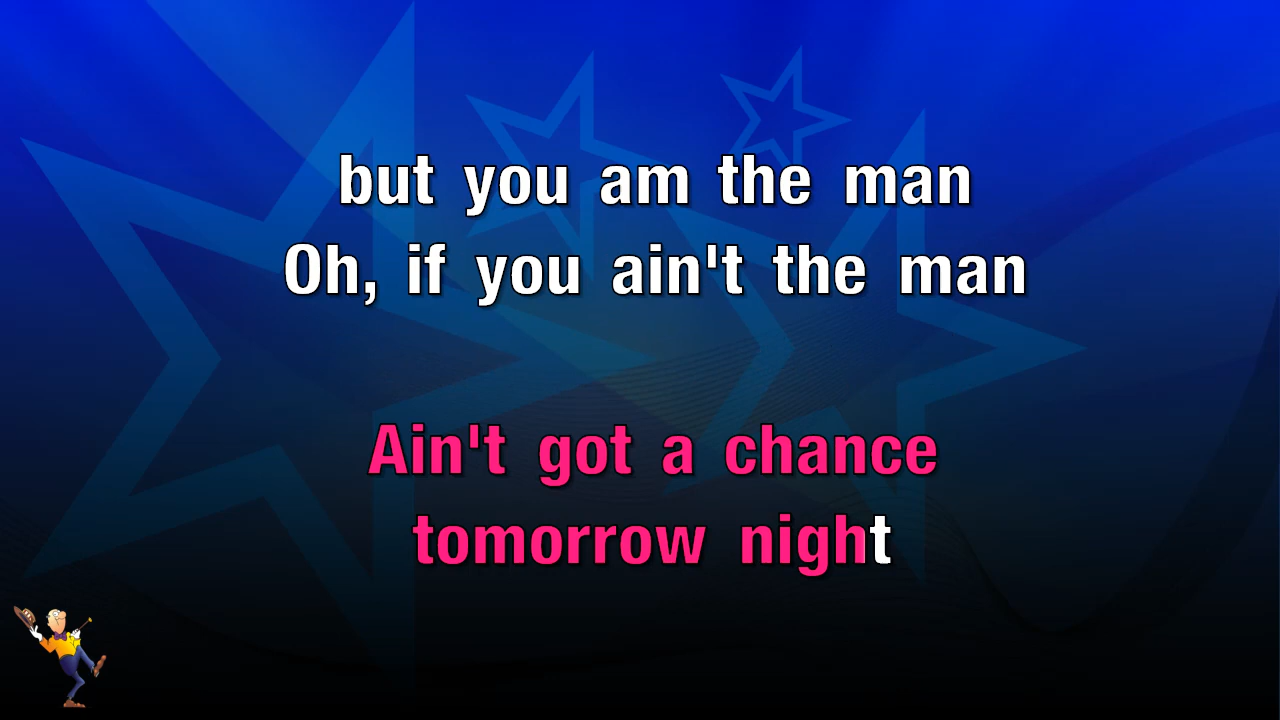 but you am the man
Oh, if you ain't the man
Ain't got a chance
tomorrow night